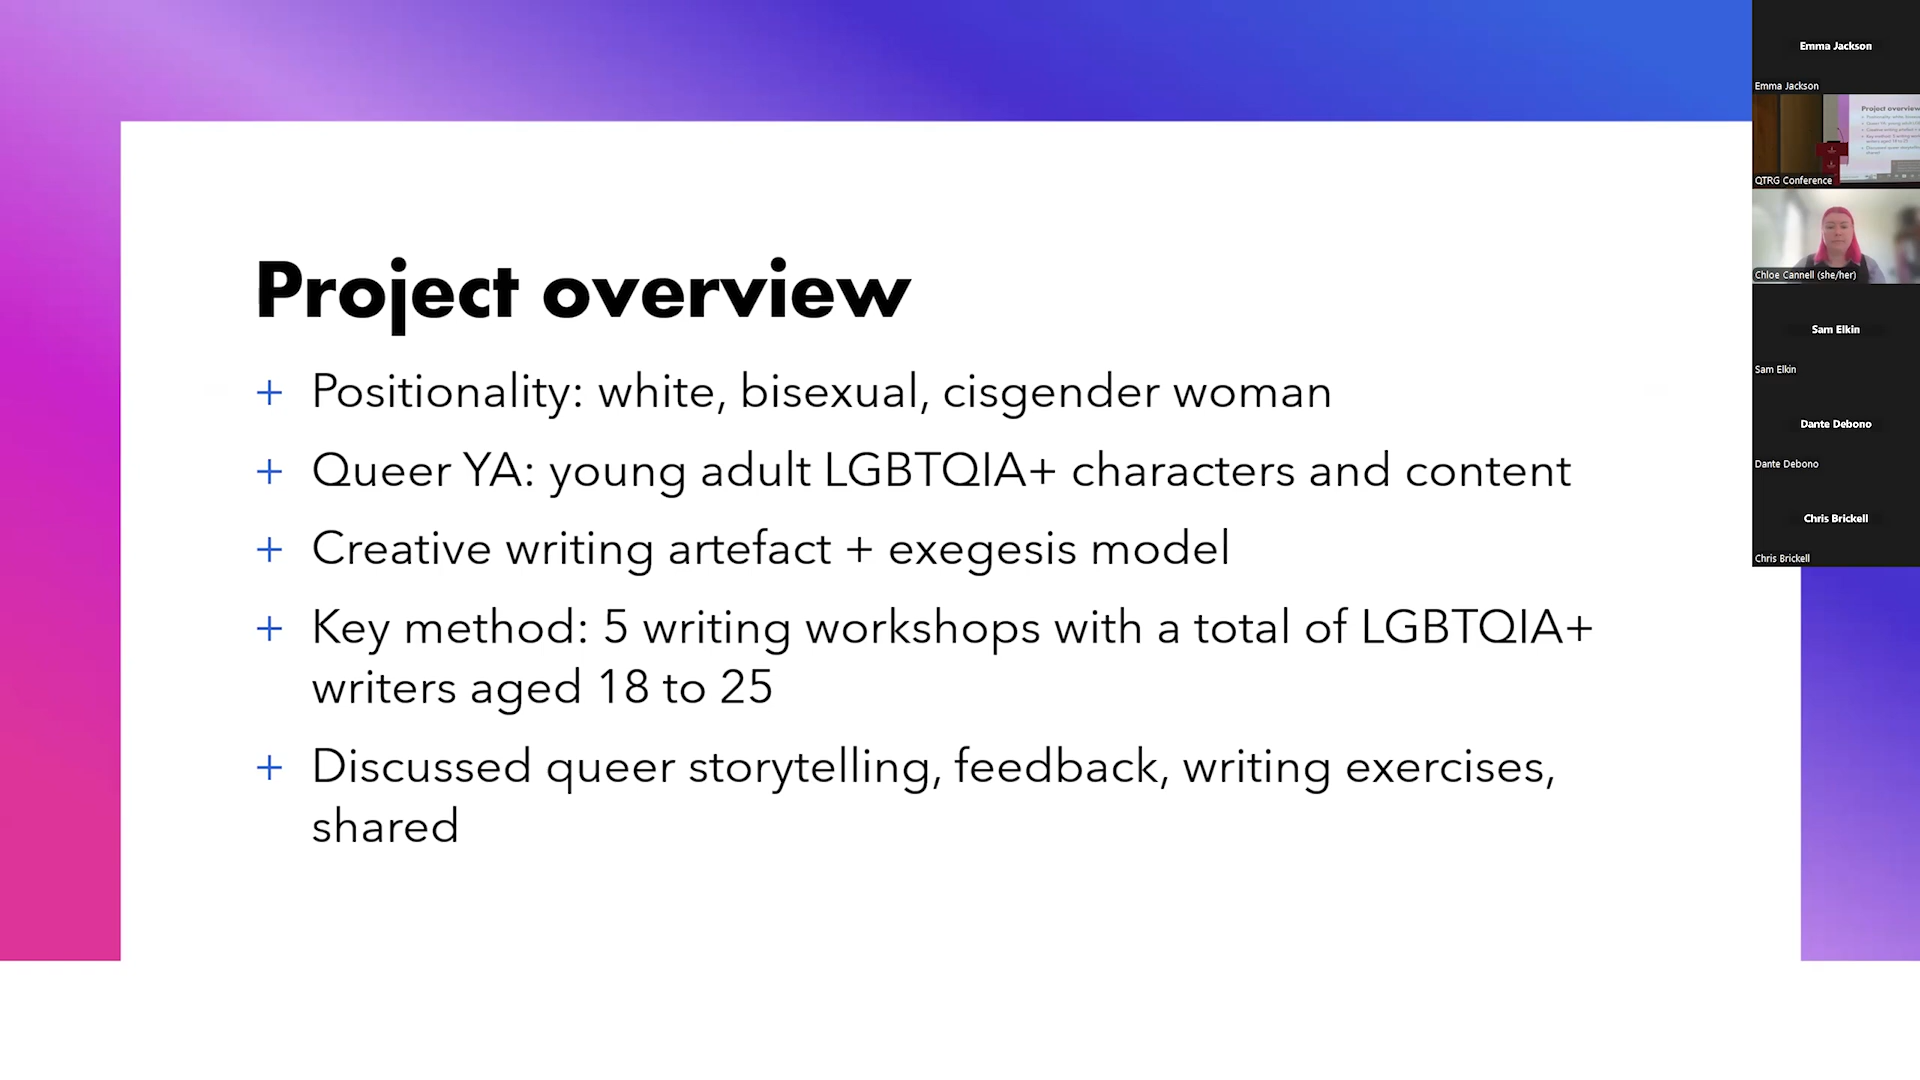 Project overview
+ Positionality: white, bisexual, cisgender woman
+ Queer YA: young adult LGBTQIA+ characters and content
+ Creative writing artefact + exegesis model
+ Key method: 5 writing workshops with a total of LGBTQIA+
writers aged 18 to 25
+ Discussed queer storytelling, feedback, writing exercises,
shared
Emma Jackson
Emma Jackson
Project overview
QTRG Conference
Chloe Cannell (she/her)
Sam Elkin
Sam Elkin
Dante Debono
Dante Debono
Chris Brickell
Chris Brickell